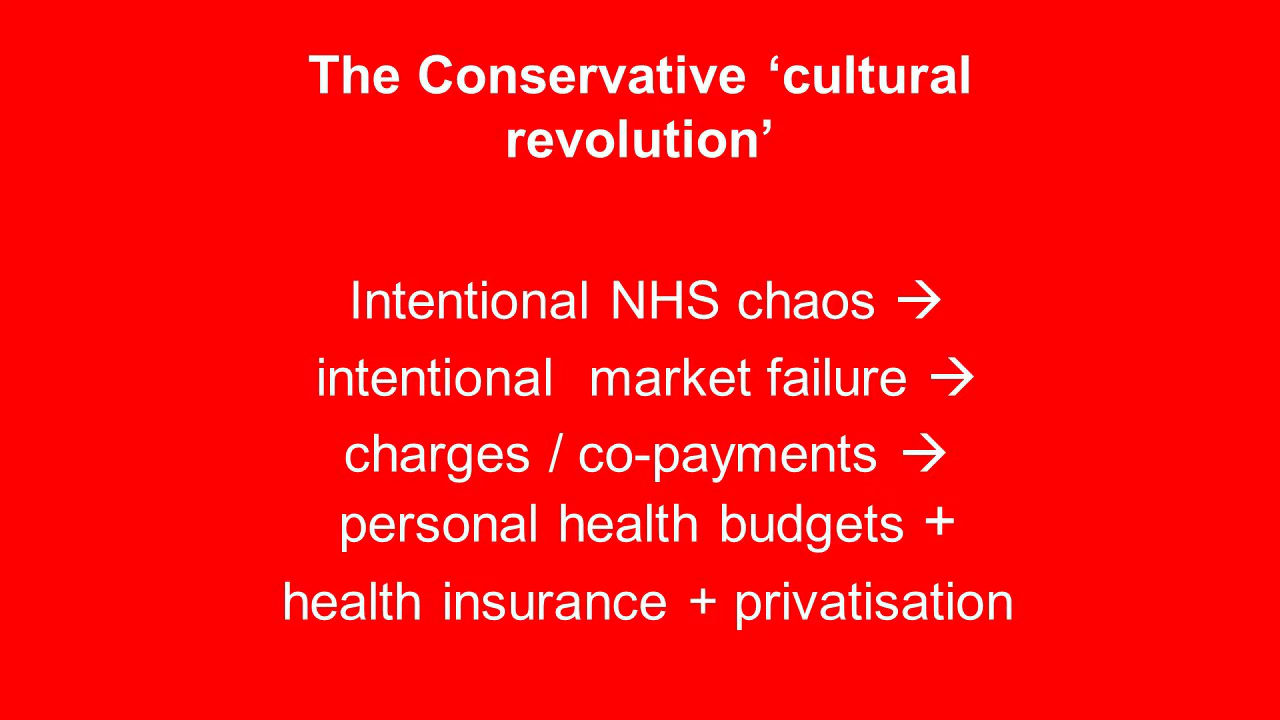 The Conservative ‘cultural
revolution’
Intentional NHS chaos →
intentional  market failure →
charges / co-payments →
personal health budgets +
health insurance + privatisation